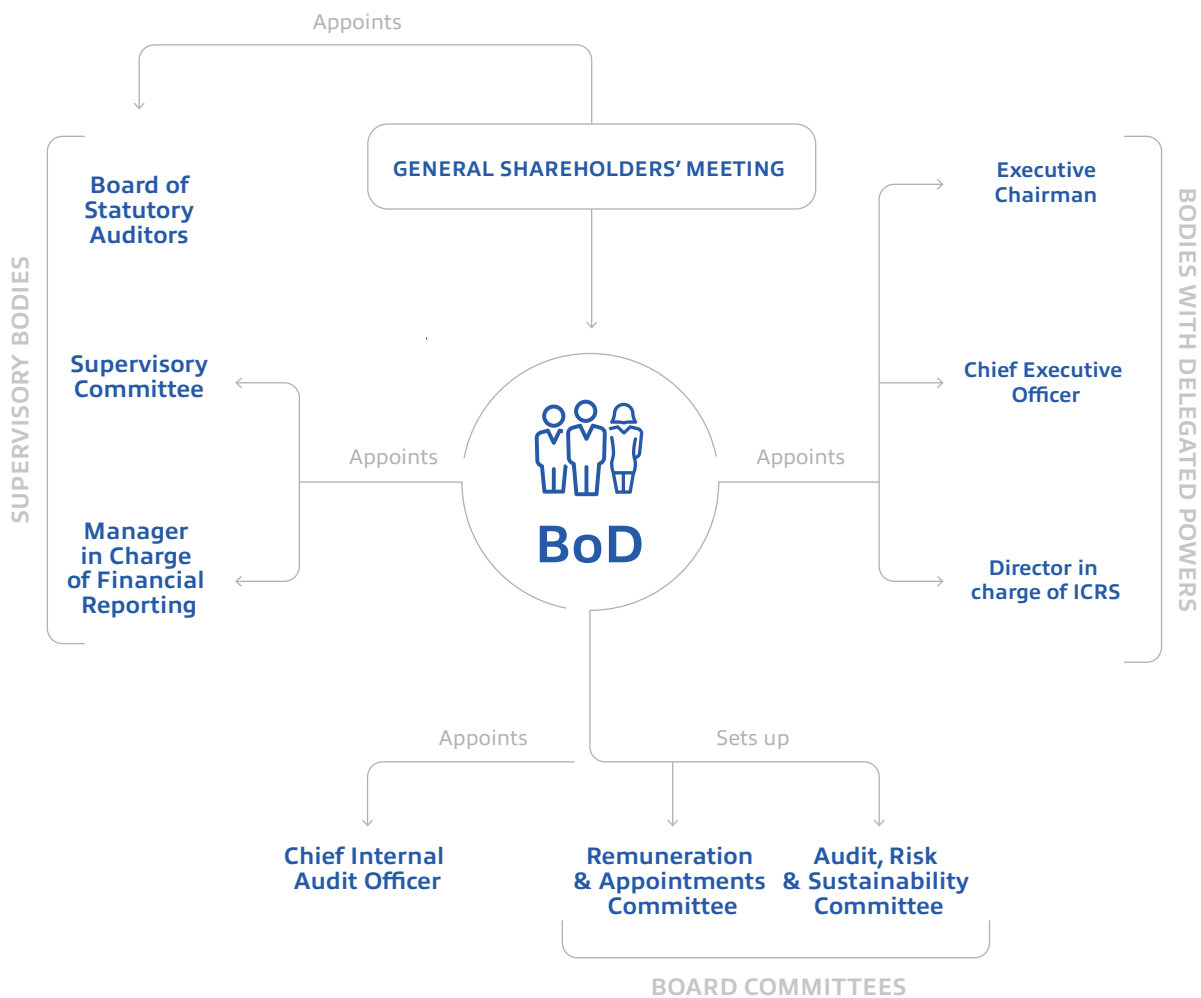 Appoints
GENERAL SHAREHOLDERS’ MEETING
SUPERVISORY BODIES
Board of
Statutory
Auditors
Supervisory
Committee
Manager
in Charge
of Financial
Reporting
Appoints
BoD
Appoints
Executive
Chairman
Chief Executive
Officer
Director in
charge of ICRS
BODIES WITH DELEGATED POWERS
Appoints
Sets up
Chief Internal
Audit Officer
Remuneration
& Appointments
Committee
Audit, Risk
& Sustainability
Committee
BOARD COMMITTEES